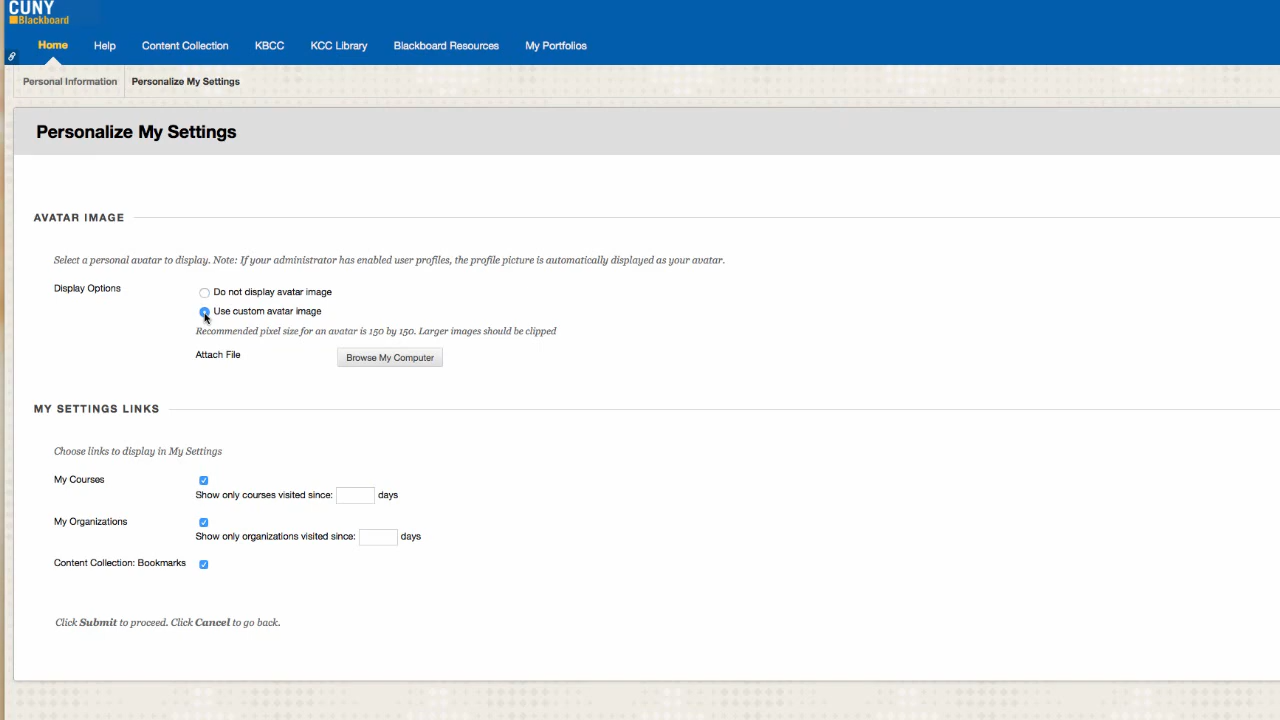 CUNY
Blackboard
Home Help Content Collection KBCC KCC Library Blackboard Resources My Portfolios
Personal Information Personalize My Settings
Personalize My Settings
AVATAR IMAGE
Select a personal avatar to display. Note: If your administrator has enabled user profiles, the profile picture is automatically displayed as your avatar.
Display Options
Do not display avatar image
Use custom avatar image
Recommended pixel size for an avatar is 150 by 150. Larger images should be clipped
Attach File Browse My Computer
MY SETTINGS LINKS
Choose links to display in My Settings
My Courses
Show only courses visited since: days
My Organizations
Show only organizations visited since: days
Content Collection: Bookmarks
Click Submit to proceed. Click Cancel to go back.